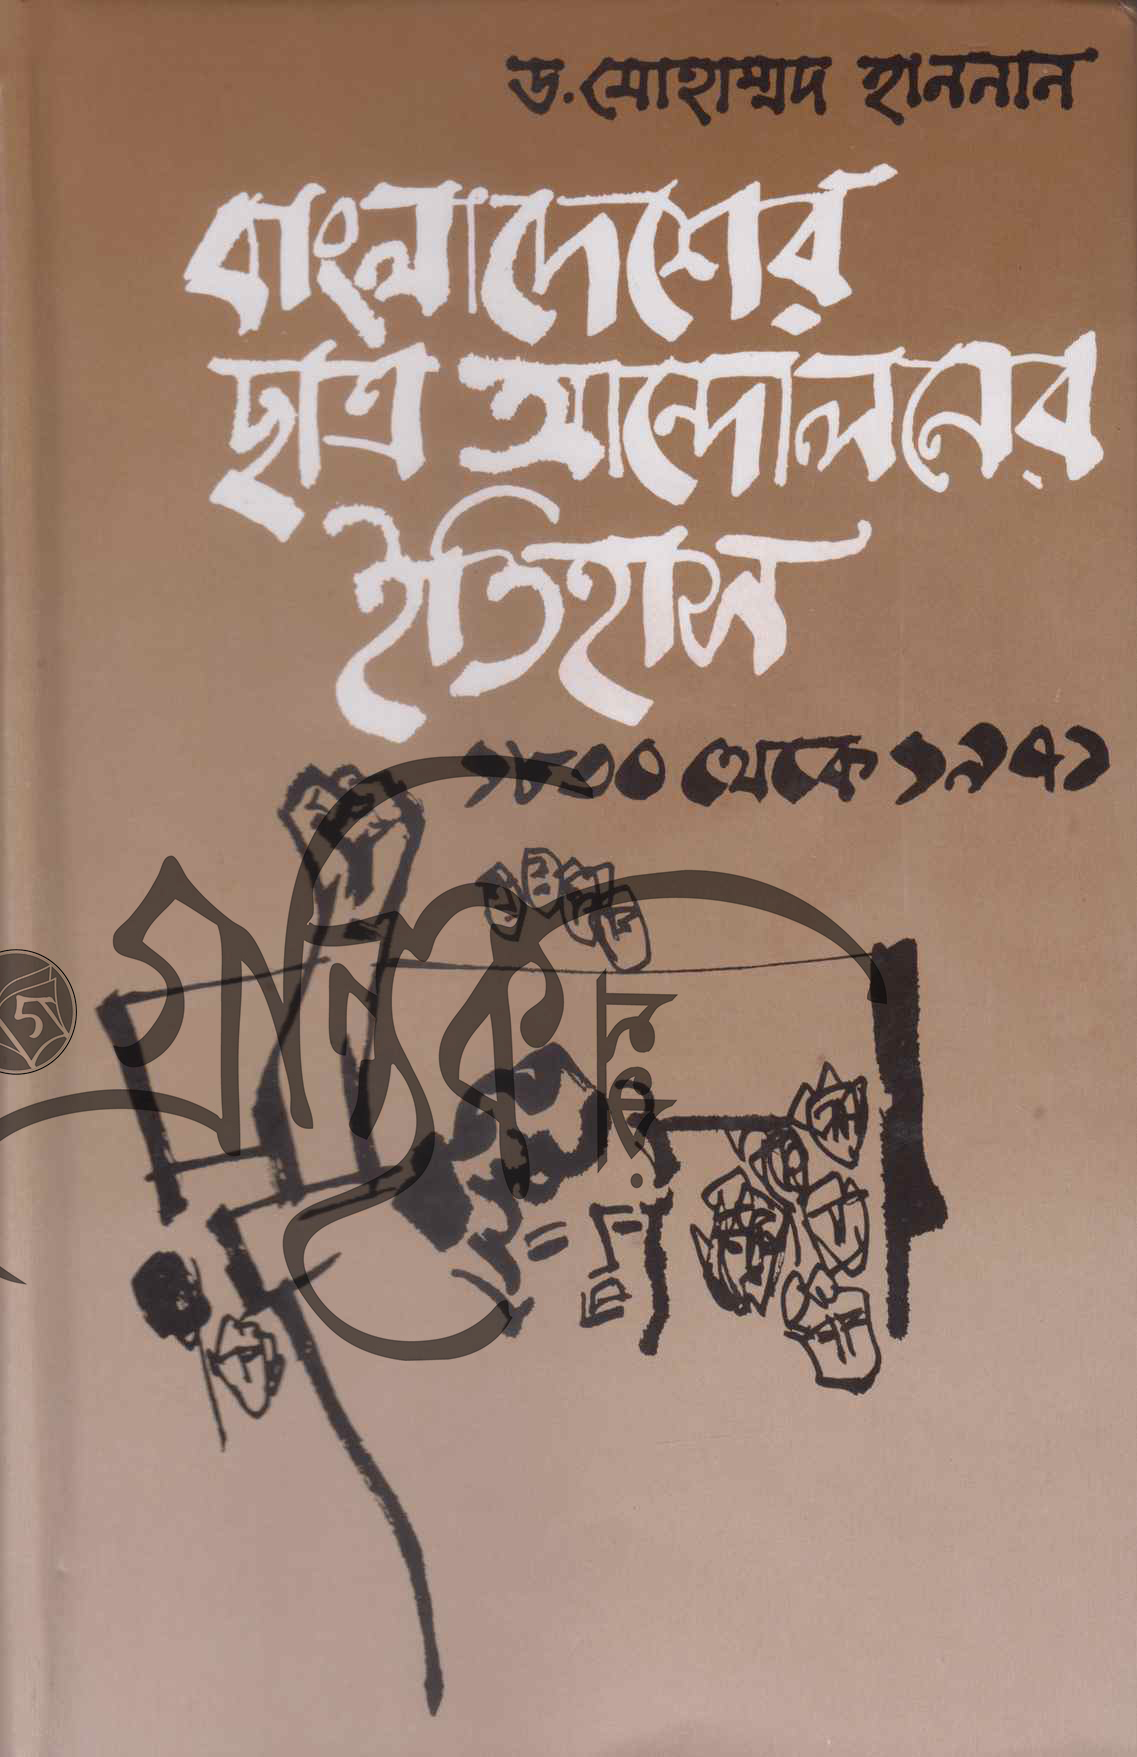 ড. মোহাম্মদ হাননান
বাংলাদেশের
ছাত্র আন্দোলনের
ইতিহাস
১৮৩০ থেকে ১৯৭১